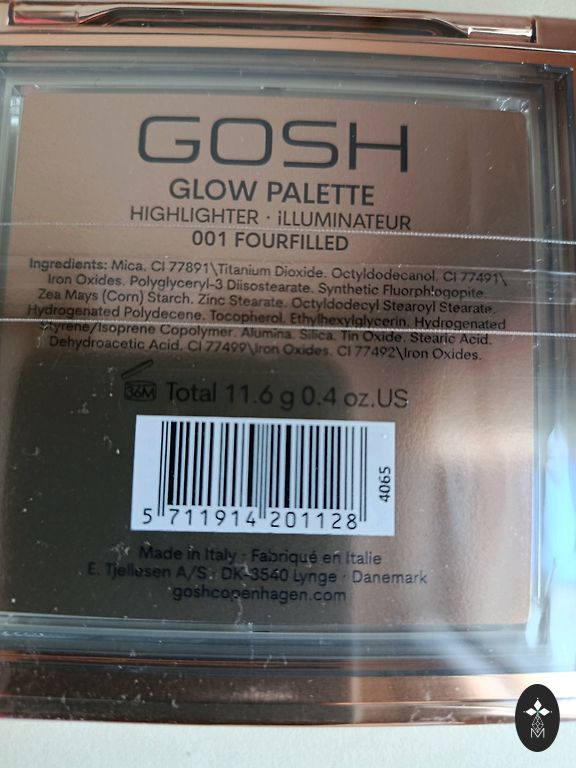 GOSH
GLOW PALETTE
HIGHLIGHTER · iLLUMINATEUR
001 FOURFILLED
Ingredients: Mica. CI 77891\Titanium Dioxide. Octyldodecanol. CI 77491\
Iron Oxides. Polyglyceryl-3 Diisostearate. Synthetic Fluorphlogopite.
Zea Mays (Corn) Starch. Zinc Stearate. Octyldodecyl Stearoyl Stearate.
Hydrogenated Polydecene. Tocopherol. Ethylhexylglycerin. Hydrogenated
Styrene/Isoprene Copolymer. Alumina. Silica. Tin Oxide. Stearic Acid.
Dehydroacetic Acid. CI 77499\Iron Oxides. CI 77492\Iron Oxides.
36M Total 11.6 g 0.4 oz.US
4065
5 711914 201128
Made in Italy · Fabriqué en Italie
E. Tjellesen A/S · DK-3540 Lynge · Danemark
goshcopenhagen.com
M